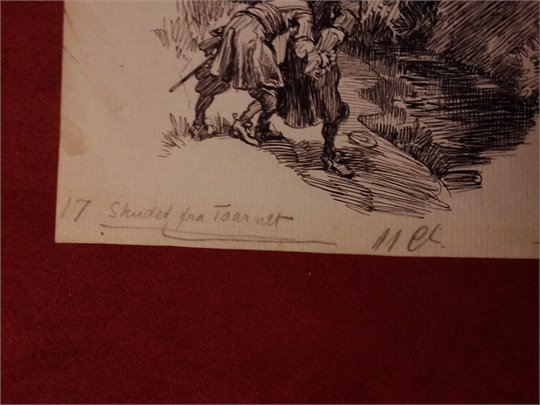 17 Skudet fra Taarnet 11 Ct.